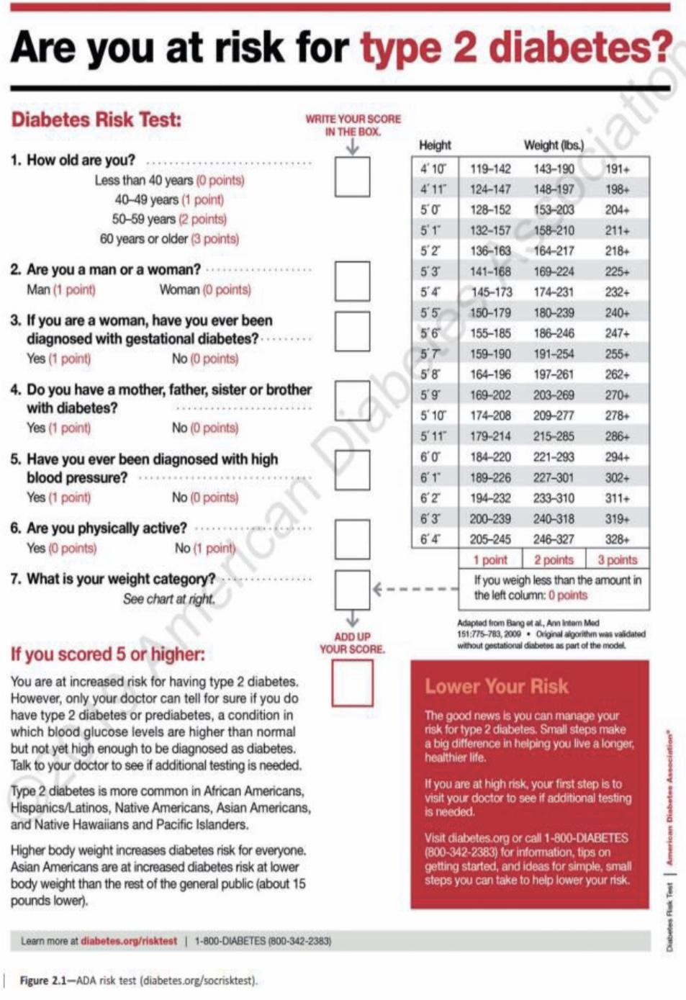 Are you at risk for type 2 diabetes?
Diabetes Risk Test:
WRITE YOUR SCORE
IN THE BOX.
1. How old are you?
Less than 40 years (0 points)
40–49 years (1 point)
50–59 years (2 points)
60 years or older (3 points)
2. Are you a man or a woman?
Man (1 point) Woman (0 points)
3. If you are a woman, have you ever been
diagnosed with gestational diabetes?
Yes (1 point) No (0 points)
4. Do you have a mother, father, sister or brother
with diabetes?
Yes (1 point) No (0 points)
5. Have you ever been diagnosed with high
blood pressure?
Yes (1 point) No (0 points)
6. Are you physically active?
Yes (0 points) No (1 point)
7. What is your weight category?
See chart at right.
ADD UP
YOUR SCORE.
Height Weight (lbs.)
4' 10" 119–142 143–190 191+
4' 11" 124–147 148–197 198+
5' 0" 128–152 153–203 204+
5' 1" 132–157 158–210 211+
5' 2" 136–163 164–217 218+
5' 3" 141–168 169–224 225+
5' 4" 145–173 174–231 232+
5' 5" 150–179 180–239 240+
5' 6" 155–185 186–246 247+
5' 7" 159–190 191–254 255+
5' 8" 164–196 197–261 262+
5' 9" 169–202 203–269 270+
5' 10" 174–208 209–277 278+
5' 11" 179–214 215–285 286+
6' 0" 184–220 221–293 294+
6' 1" 189–226 227–301 302+
6' 2" 194–232 233–310 311+
6' 3" 200–239 240–318 319+
6' 4" 205–245 246–327 328+
1 point 2 points 3 points
If you weigh less than the amount in
the left column: 0 points
Adapted from Bang et al., Ann Intern Med
151:775–783, 2009 • Original algorithm was validated
without gestational diabetes as part of the model.
If you scored 5 or higher:
You are at increased risk for having type 2 diabetes.
However, only your doctor can tell for sure if you do
have type 2 diabetes or prediabetes, a condition in
which blood glucose levels are higher than normal
but not yet high enough to be diagnosed as diabetes.
Talk to your doctor to see if additional testing is needed.
Type 2 diabetes is more common in African Americans,
Hispanics/Latinos, Native Americans, Asian Americans,
and Native Hawaiians and Pacific Islanders.
Higher body weight increases diabetes risk for everyone.
Asian Americans are at increased diabetes risk at lower
body weight than the rest of the general public (about 15
pounds lower).
Lower Your Risk
The good news is you can manage your
risk for type 2 diabetes. Small steps make
a big difference in helping you live a longer,
healthier life.
If you are at high risk, your first step is to
visit your doctor to see if additional testing
is needed.
Visit diabetes.org or call 1-800-DIABETES
(800-342-2383) for information, tips on
getting started, and ideas for simple, small
steps you can take to help lower your risk.
Diabetes Risk Test | American Diabetes Association®
Learn more at diabetes.org/risktest | 1-800-DIABETES (800-342-2383)
Figure 2.1—ADA risk test (diabetes.org/socrisktest).
©2019 American Diabetes Association